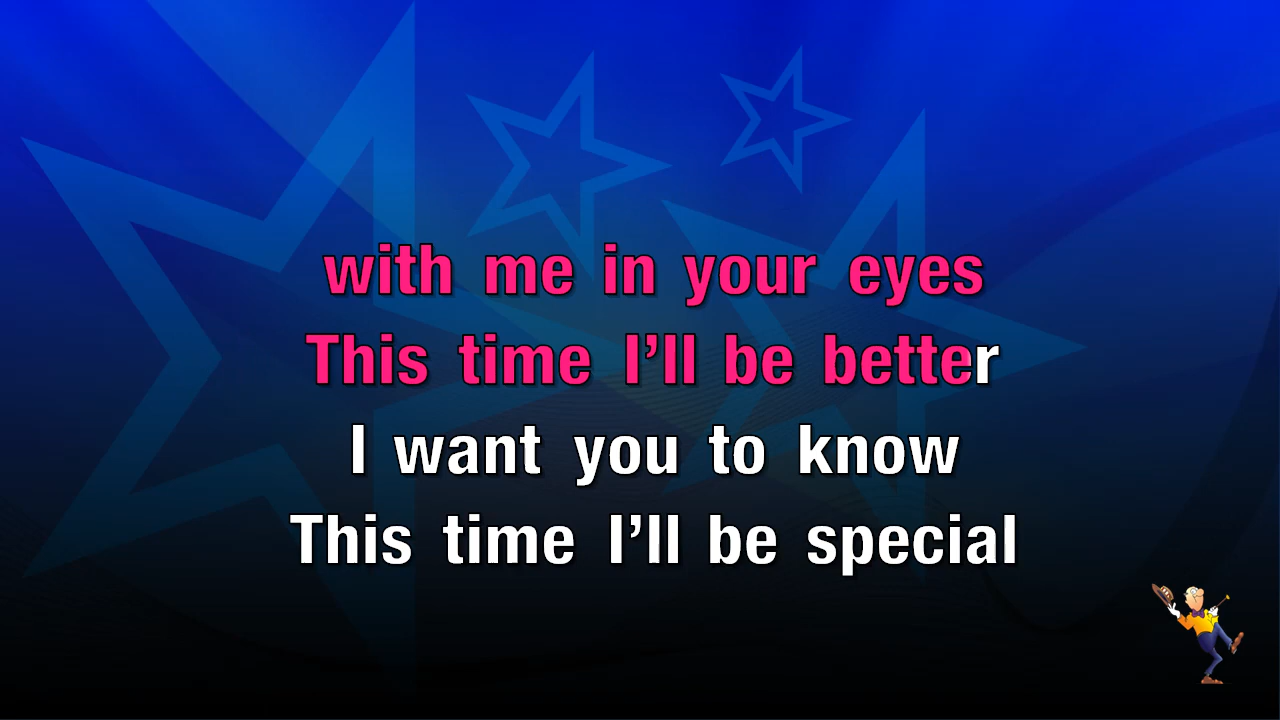 with me in your eyes
This time I’ll be better
I want you to know
This time I’ll be special